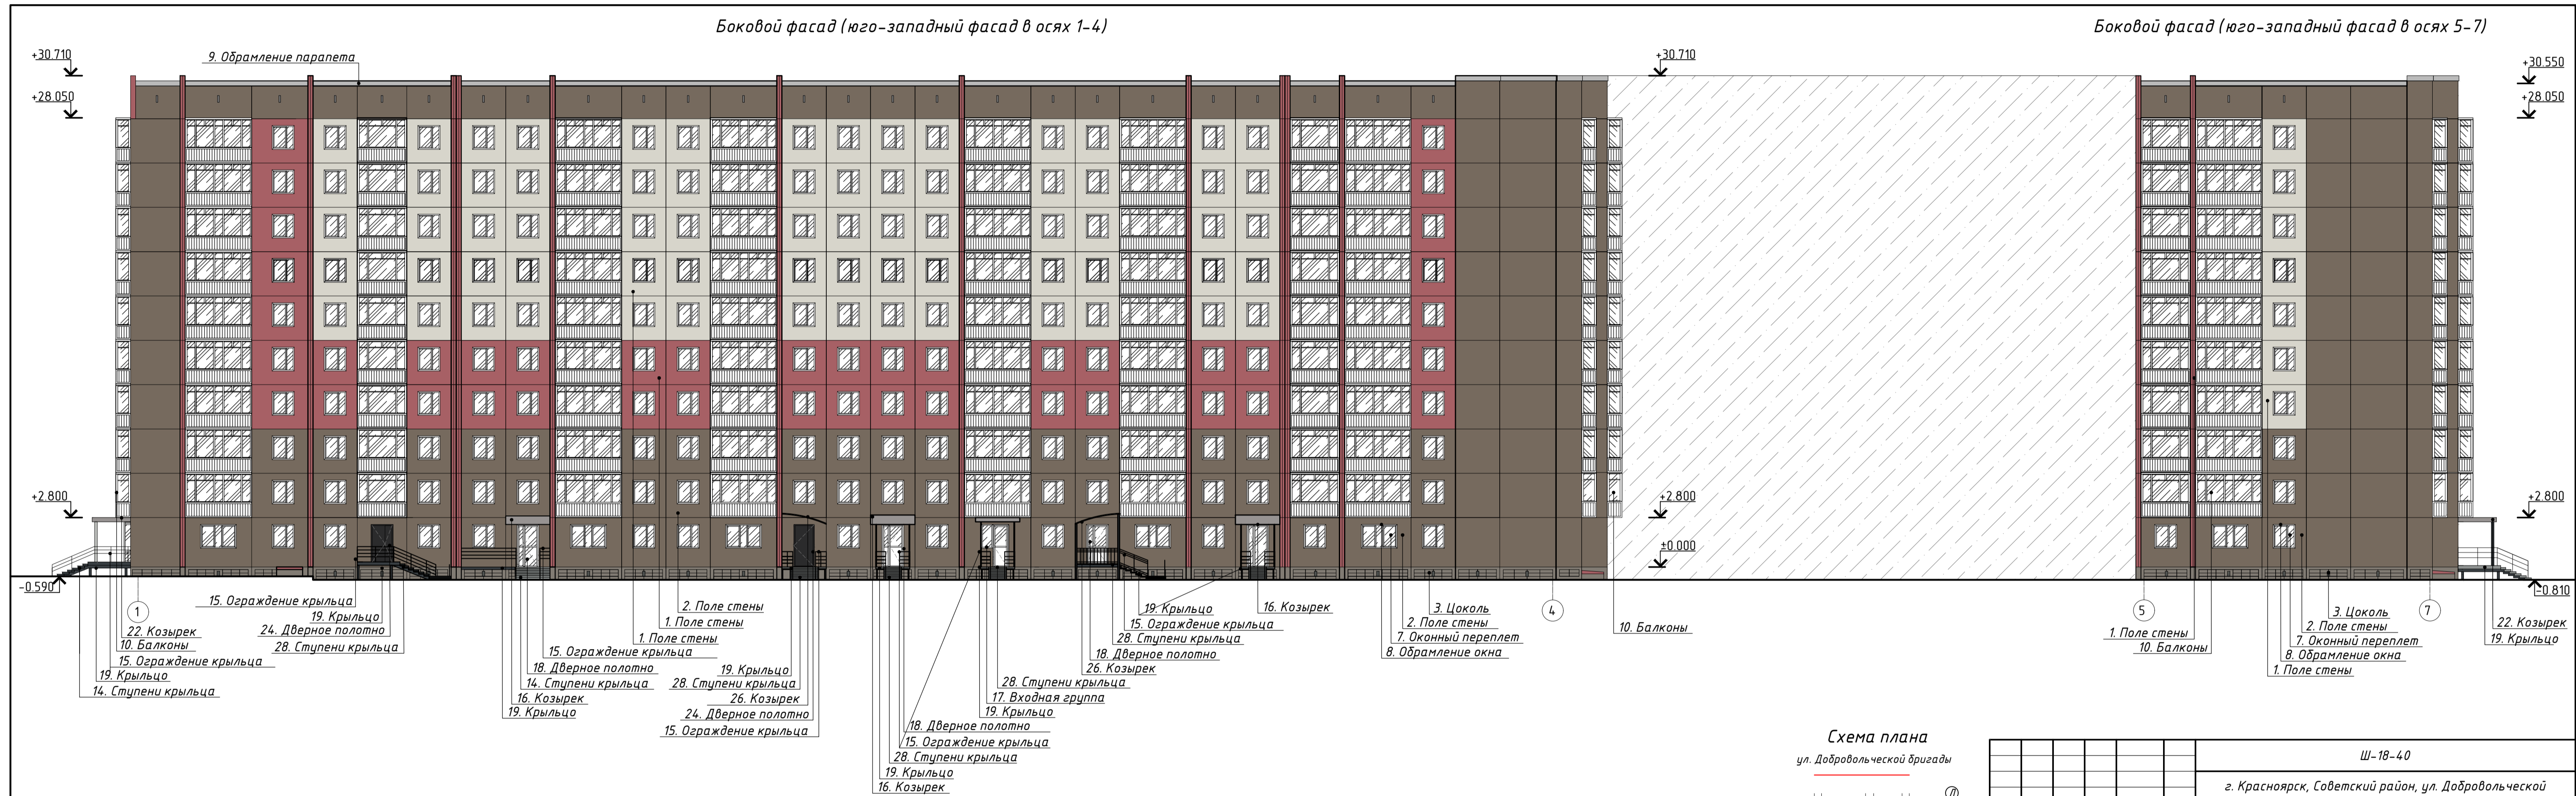 Боковой фасад (юго-западный фасад в осях 1-4)
Боковой фасад (юго-западный фасад в осях 5-7)
+30.710
9. Обрамление парапета
+28.050
+30.710
+30.550
+28.050
+2.800
-0.590
+2.800
±0.000
+2.800
-0.810
1
4
5
7
15. Ограждение крыльца
19. Крыльцо
24. Дверное полотно
28. Ступени крыльца
22. Козырек
10. Балконы
15. Ограждение крыльца
19. Крыльцо
14. Ступени крыльца
2. Поле стены
1. Поле стены
1. Поле стены
15. Ограждение крыльца
18. Дверное полотно
14. Ступени крыльца
16. Козырек
19. Крыльцо
19. Крыльцо
28. Ступени крыльца
26. Козырек
24. Дверное полотно
15. Ограждение крыльца
19. Крыльцо
15. Ограждение крыльца
28. Ступени крыльца
18. Дверное полотно
26. Козырек
28. Ступени крыльца
17. Входная группа
19. Крыльцо
18. Дверное полотно
15. Ограждение крыльца
28. Ступени крыльца
19. Крыльцо
16. Козырек
16. Козырек
3. Цоколь
2. Поле стены
7. Оконный переплет
8. Обрамление окна
10. Балконы
1. Поле стены
10. Балконы
3. Цоколь
2. Поле стены
7. Оконный переплет
8. Обрамление окна
1. Поле стены
22. Козырек
19. Крыльцо
Схема плана
ул. Добровольческой бригады
Ш-18-40
г. Красноярск, Советский район, ул. Добровольческой